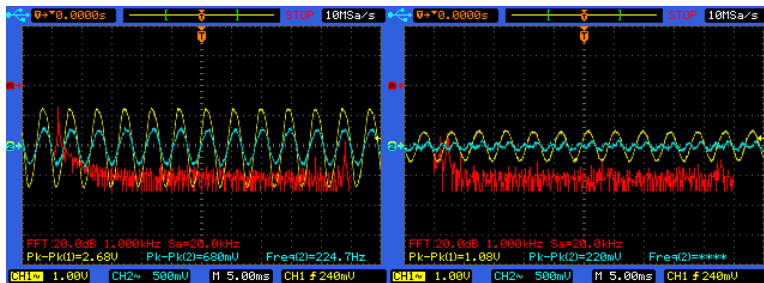 0.0000s STOP 10MSa/s
T
M
2
FFT:20.0dB 1.000kHz Sa=20.0kHz
Pk-Pk(1)=2.68V Pk-Pk(2)=680mV Freq(2)=224.7Hz
CH1~ 1.00V CH2~ 500mV M 5.00ms CH1 240mV
0.0000s STOP 10MSa/s
T
M
2
FFT:20.0dB 1.000kHz Sa=20.0kHz
Pk-Pk(1)=1.08V Pk-Pk(2)=220mV Freq(2)=****
CH1~ 1.00V CH2~ 500mV M 5.00ms CH1 240mV